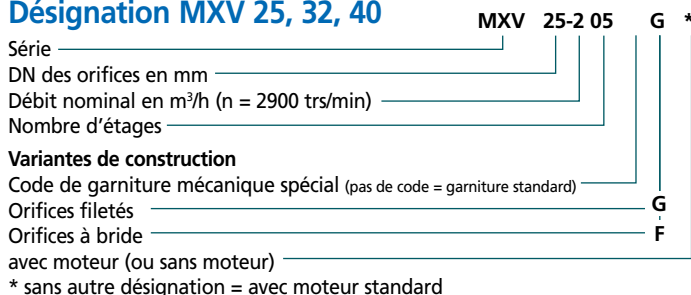 Désignation MXV 25, 32, 40
MXV 25-2 05 G *
Série
DN des orifices en mm
Débit nominal en m³/h (n = 2900 trs/min)
Nombre d'étages
Variantes de construction
Code de garniture mécanique spécial (pas de code = garniture standard)
Orifices filetés G
Orifices à bride F
avec moteur (ou sans moteur)
* sans autre désignation = avec moteur standard